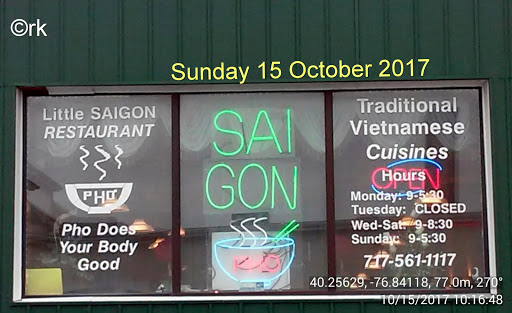 ©rk
Sunday 15 October 2017
Little SAIGON
RESTAURANT
PHO
Pho Does
Your Body
Good
SAI
GON
Traditional
Vietnamese
Cuisines
Hours
OPEN
Monday: 9-5:30
Tuesday: CLOSED
Wed-Sat: 9-8:30
Sunday: 9-5:30
717-561-1117
40.25629, -76.84118, 77.0m, 270°
10/15/2017 10:16:48